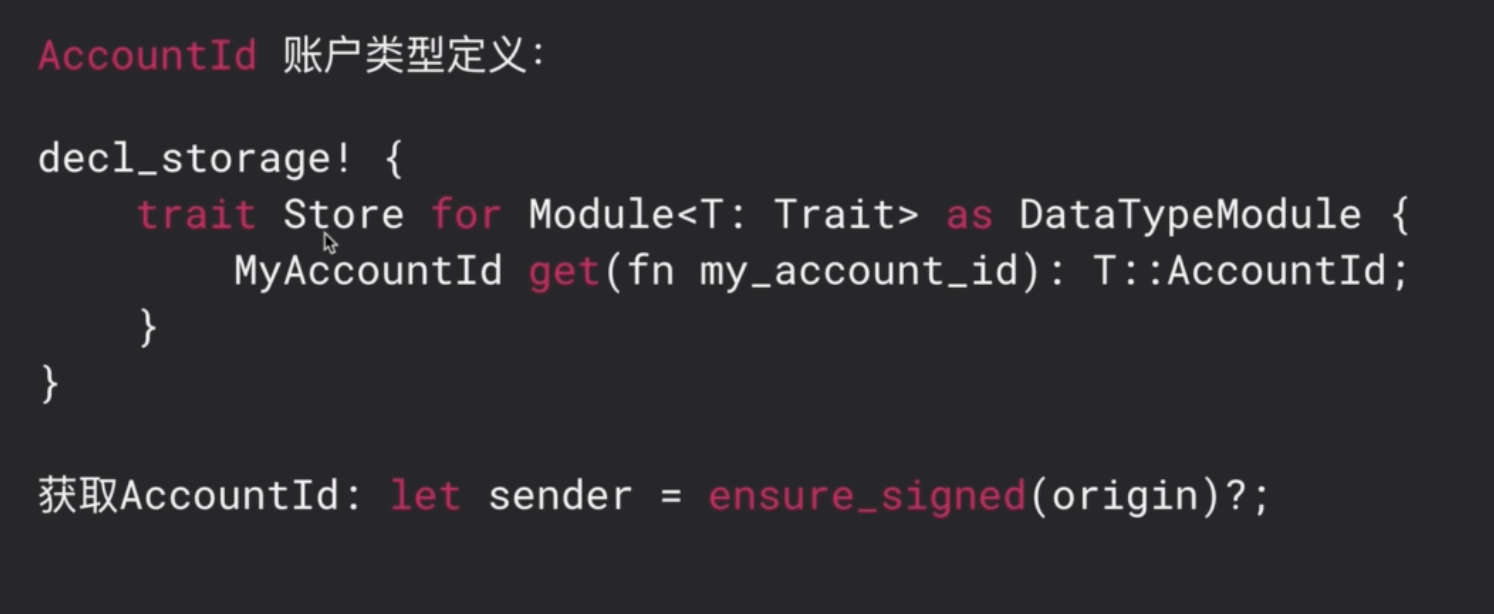 AccountId 账户类型定义:
decl_storage! {
    trait Store for Module<T: Trait> as DataTypeModule {
        MyAccountId get(fn my_account_id): T::AccountId;
    }
}
获取AccountId: let sender = ensure_signed(origin)?;